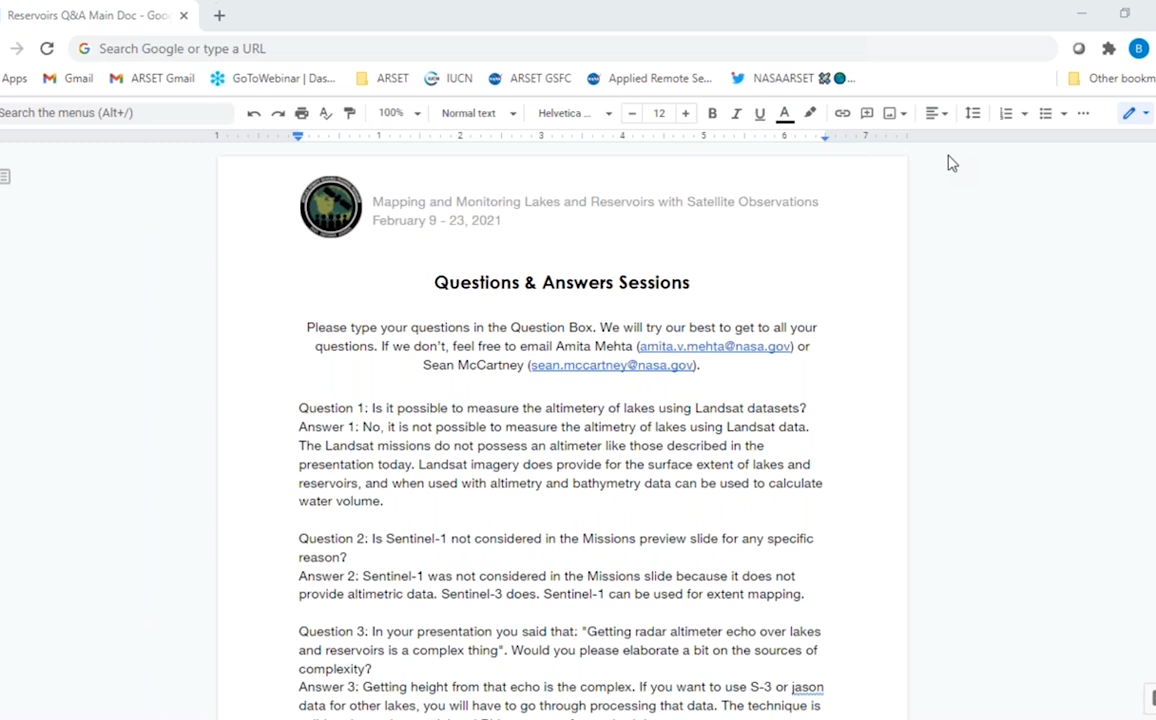 Reservoirs Q&A Main Doc - Goo
Search Google or type a URL
B
Apps Gmail ARSET Gmail GoToWebinar | Das... ARSET IUCN ARSET GSFC Applied Remote Se... NASAARSET ... Other bookm
Search the menus (Alt+/) 100% Normal text Helvetica ... 12 B I U A
1 1 2 3 4 5 6 7
Mapping and Monitoring Lakes and Reservoirs with Satellite Observations
February 9 - 23, 2021
Questions & Answers Sessions
Please type your questions in the Question Box. We will try our best to get to all your
questions. If we don't, feel free to email Amita Mehta (amita.v.mehta@nasa.gov) or
Sean McCartney (sean.mccartney@nasa.gov).
Question 1: Is it possible to measure the altimetery of lakes using Landsat datasets?
Answer 1: No, it is not possible to measure the altimetry of lakes using Landsat data.
The Landsat missions do not possess an altimeter like those described in the
presentation today. Landsat imagery does provide for the surface extent of lakes and
reservoirs, and when used with altimetry and bathymetry data can be used to calculate
water volume.
Question 2: Is Sentinel-1 not considered in the Missions preview slide for any specific
reason?
Answer 2: Sentinel-1 was not considered in the Missions slide because it does not
provide altimetric data. Sentinel-3 does. Sentinel-1 can be used for extent mapping.
Question 3: In your presentation you said that: "Getting radar altimeter echo over lakes
and reservoirs is a complex thing". Would you please elaborate a bit on the sources of
complexity?
Answer 3: Getting height from that echo is the complex. If you want to use S-3 or jason
data for other lakes, you will have to go through processing that data. The technique is